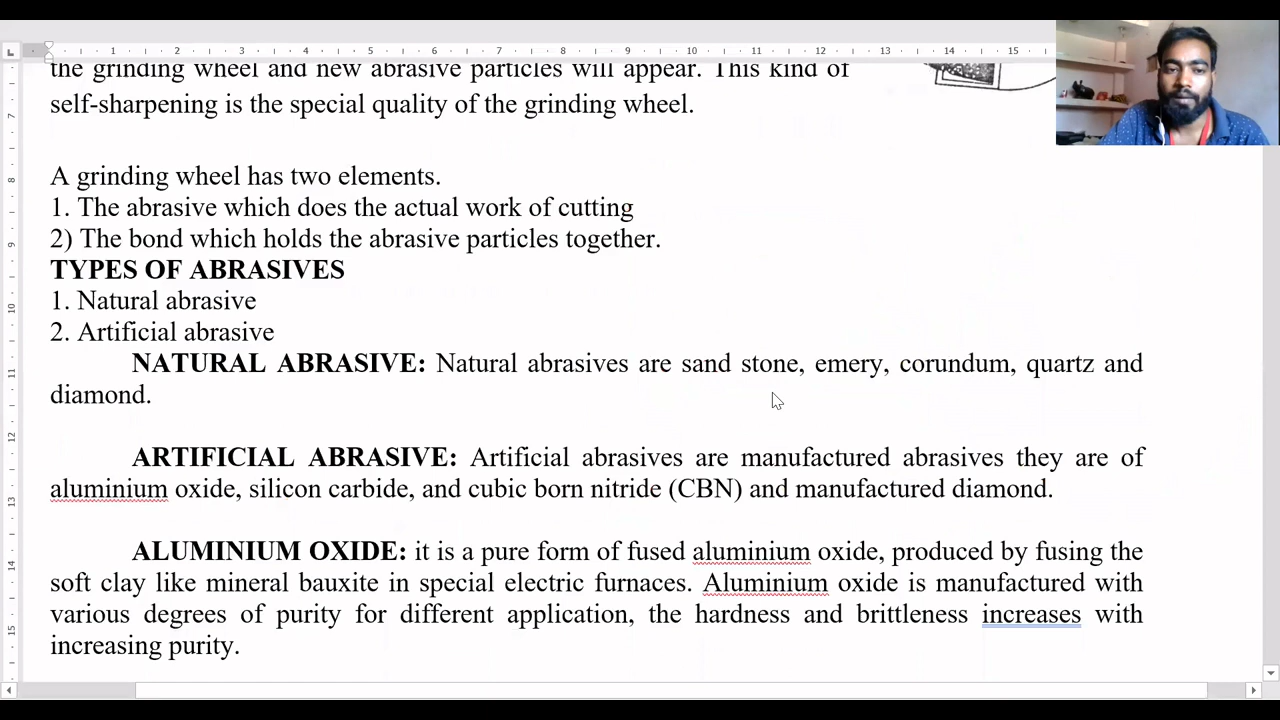 the grinding wheel and new abrasive particles will appear. This kind of
self-sharpening is the special quality of the grinding wheel.
A grinding wheel has two elements.
1. The abrasive which does the actual work of cutting
2) The bond which holds the abrasive particles together.
TYPES OF ABRASIVES
1. Natural abrasive
2. Artificial abrasive
NATURAL ABRASIVE: Natural abrasives are sand stone, emery, corundum, quartz and
diamond.
ARTIFICIAL ABRASIVE: Artificial abrasives are manufactured abrasives they are of
aluminium oxide, silicon carbide, and cubic born nitride (CBN) and manufactured diamond.
ALUMINIUM OXIDE: it is a pure form of fused aluminium oxide, produced by fusing the
soft clay like mineral bauxite in special electric furnaces. Aluminium oxide is manufactured with
various degrees of purity for different application, the hardness and brittleness increases with
increasing purity.